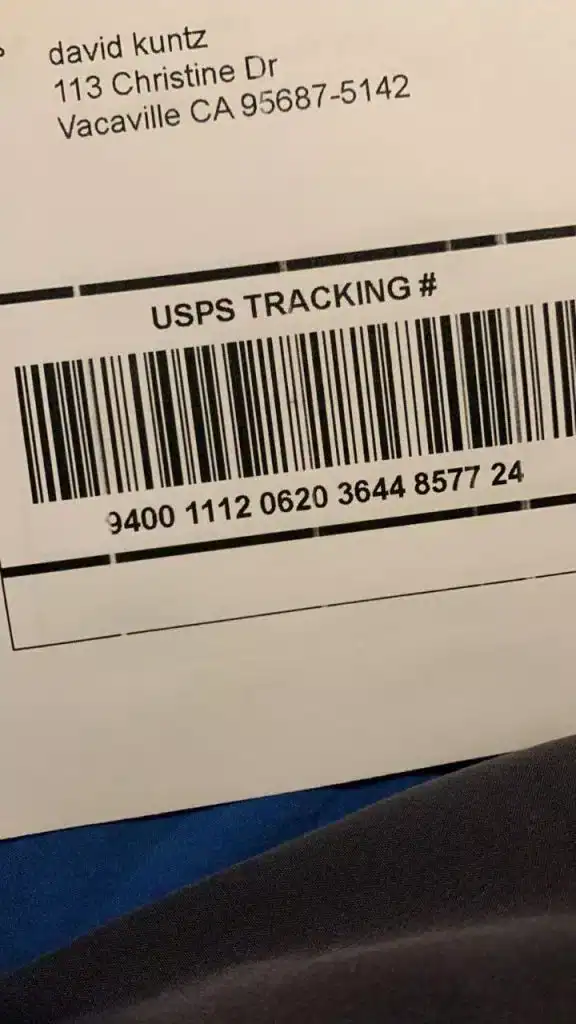 david kuntz
113 Christine Dr
Vacaville CA 95687-5142
USPS TRACKING #
9400 1112 0620 3644 8577 24